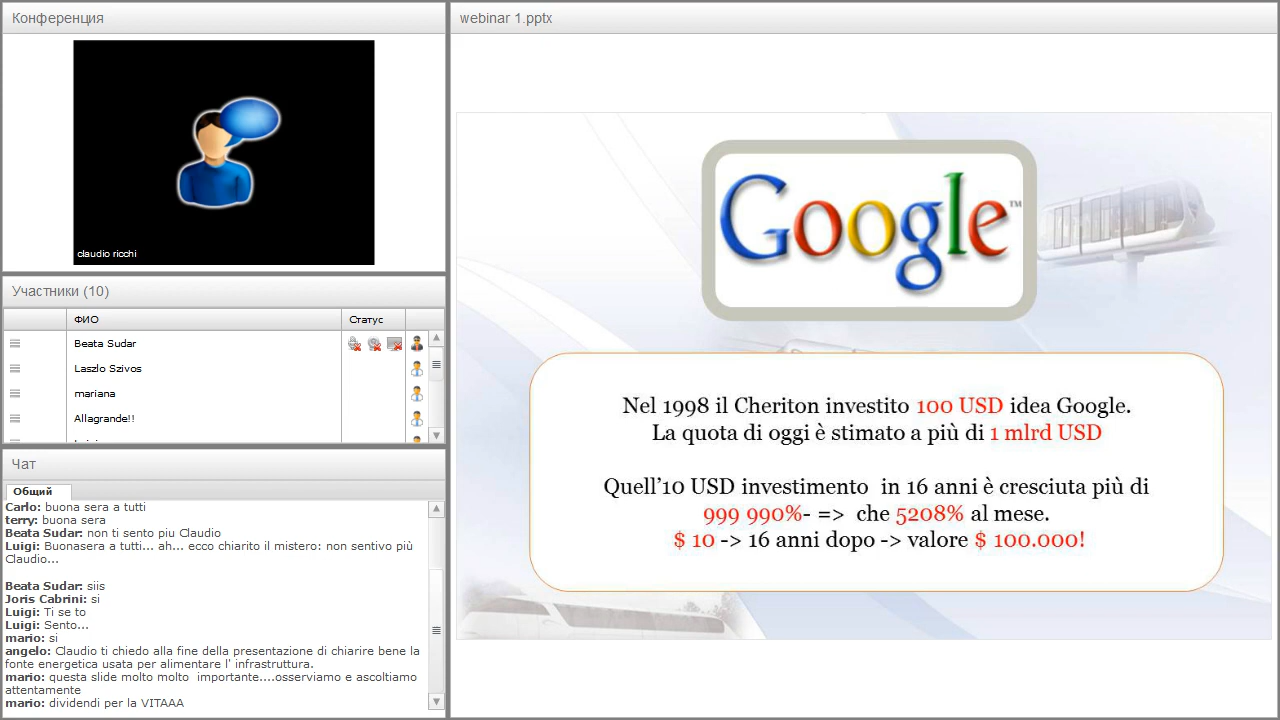 Конференция
claudio ricchi
Участники (10)
ФИО
Статус
Beata Sudar
Laszlo Szivos
mariana
Allagrande!!
Чат
Общий
Carlo: buona sera a tutti
terry: buona sera
Beata Sudar: non ti sento piu Claudio
Luigi: Buonasera a tutti... ah... ecco chiarito il mistero: non sentivo più
Claudio...
Beata Sudar: siis
Joris Cabrini: si
Luigi: Ti se to
Luigi: Sento...
mario: si
angelo: Claudio ti chiedo alla fine della presentazione di chiarire bene la
fonte energetica usata per alimentare l' infrastruttura.
mario: questa slide molto molto  importante....osserviamo e ascoltiamo
attentamente
mario: dividendi per la VITAAA
webinar 1.pptx
Google™
Nel 1998 il Cheriton investito 100 USD idea Google.
La quota di oggi è stimato a più di 1 mlrd USD
Quell'10 USD investimento  in 16 anni è cresciuta più di
999 990%- =>  che 5208% al mese.
$ 10 -> 16 anni dopo -> valore $ 100.000!